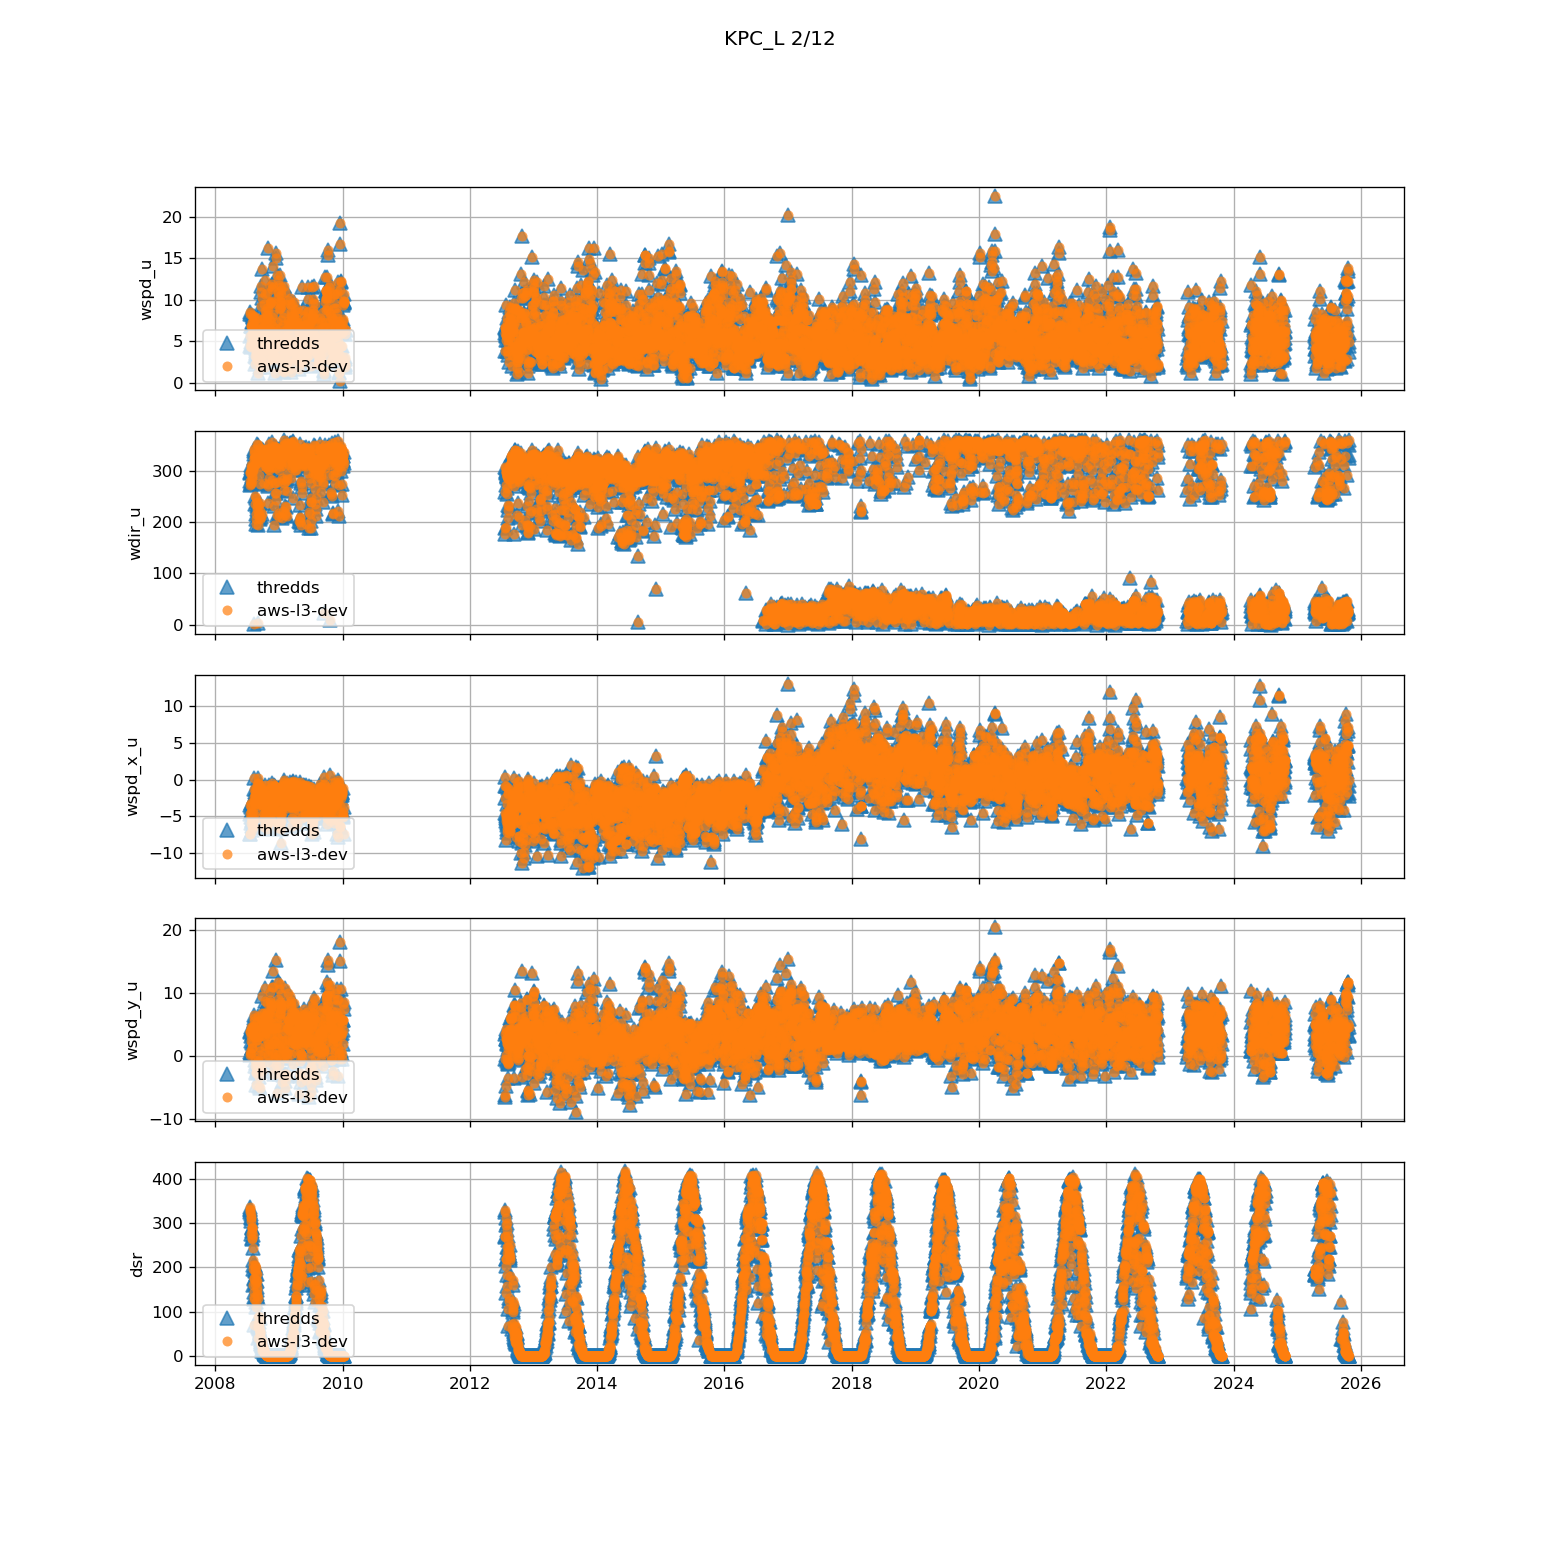 KPC_L 2/12
wspd_u
20
15
10
5
0
thredds
aws-l3-dev
wdir_u
300
200
100
0
thredds
aws-l3-dev
wspd_x_u
10
5
0
−5
−10
thredds
aws-l3-dev
wspd_y_u
20
10
0
−10
thredds
aws-l3-dev
dsr
400
300
200
100
0
thredds
aws-l3-dev
2008 2010 2012 2014 2016 2018 2020 2022 2024 2026